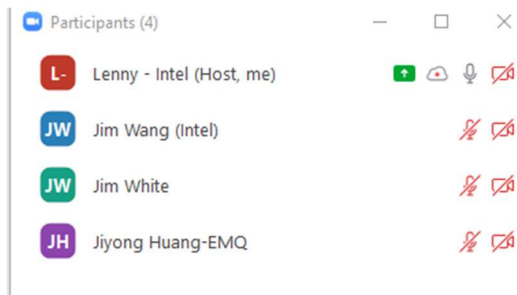 Participants (4)
L- Lenny - Intel (Host, me)
JW Jim Wang (Intel)
JW Jim White
JH Jiyong Huang-EMQ